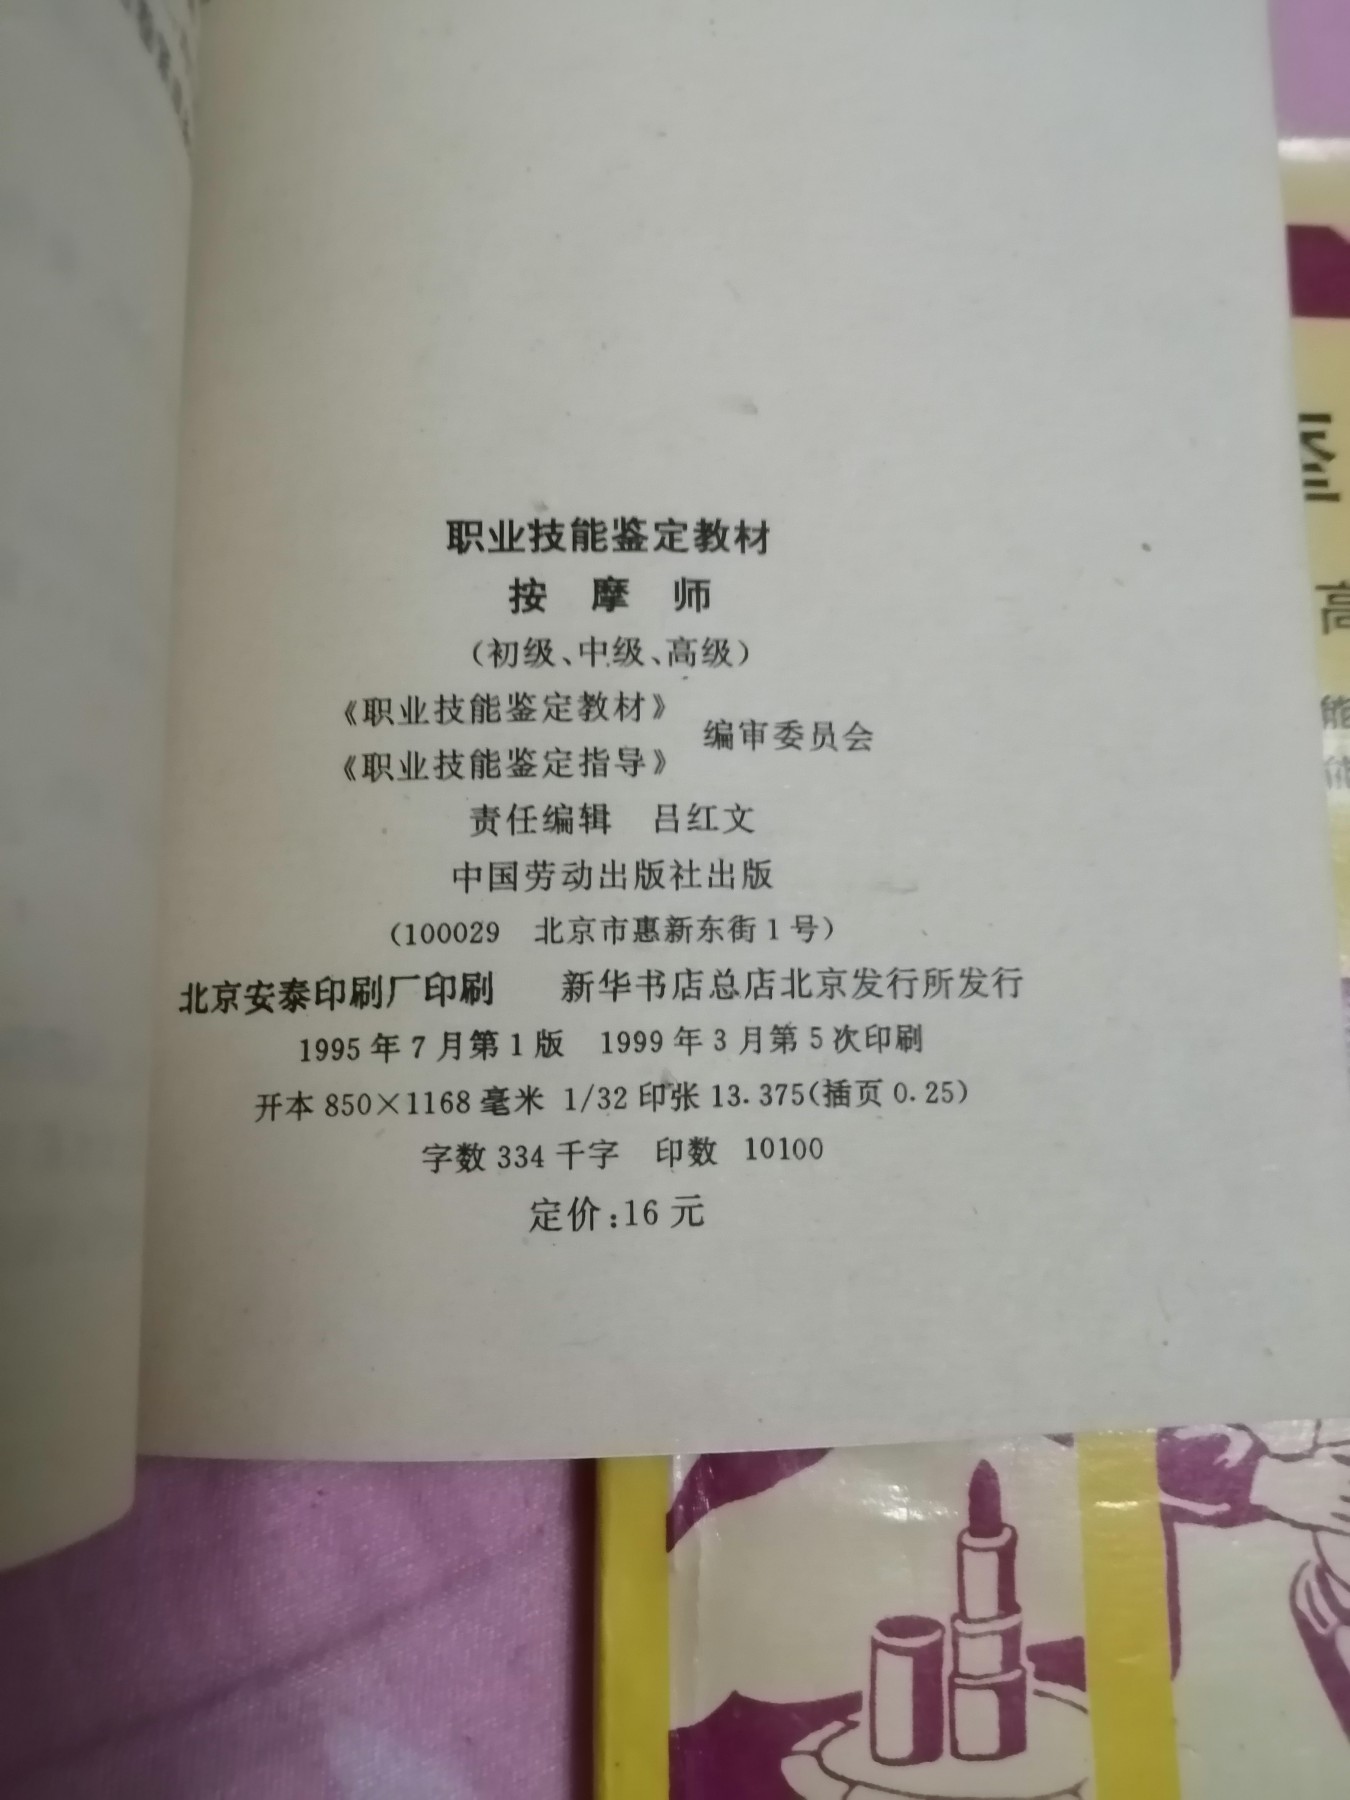 职业技能鉴定教材
按 摩 师
(初级、中级、高级)
《职业技能鉴定教材》
《职业技能鉴定指导》 编审委员会
责任编辑 吕红文
中国劳动出版社出版
(100029 北京市惠新东街1号)
北京安泰印刷厂印刷 新华书店总店北京发行所发行
1995年7月第1版 1999年3月第5次印刷
开本850×1168毫米 1/32印张13.375(插页0.25)
字数334千字 印数 10100
定价:16元
高
能
能